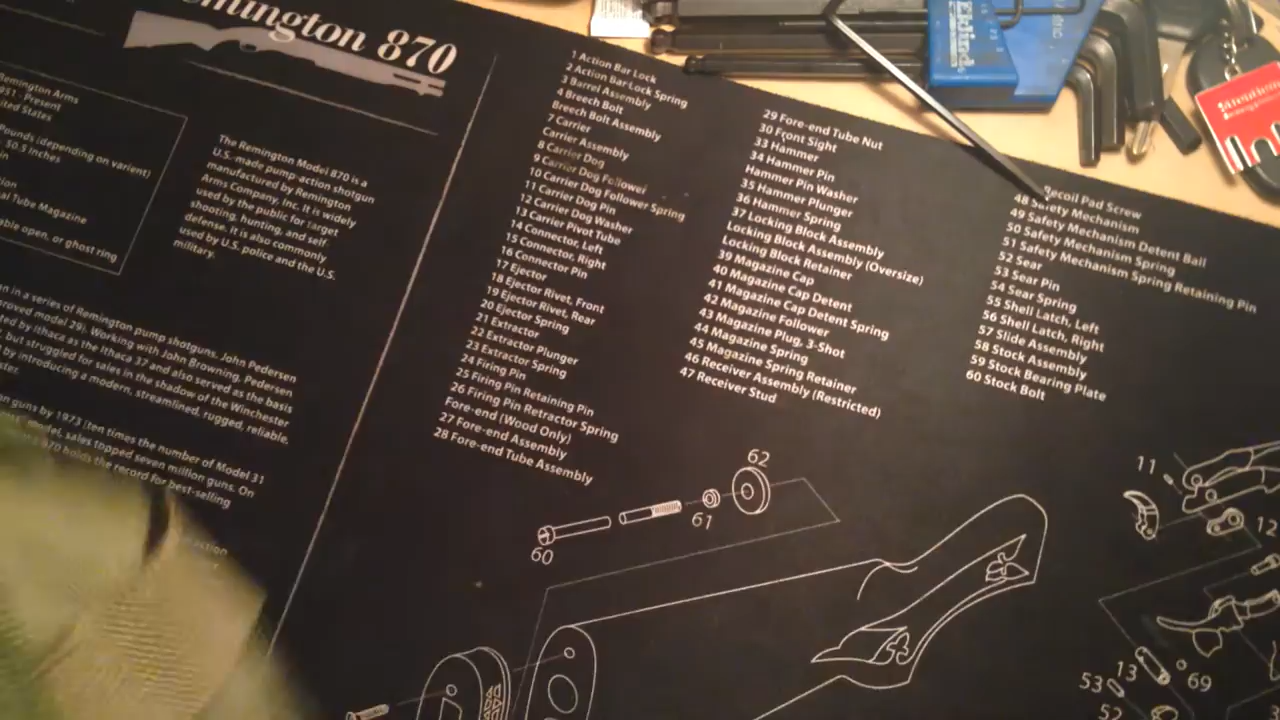 Remington 870
Remington Arms
1951, Present
United States
Pounds (depending on varient)
50.5 Inches
Tube Magazine
open, or ghost ring
The Remington Model 870 is a
U.S.-made pump-action shotgun
manufactured by Remington
Arms Company, Inc. It is widely
used by the public for target
shooting, hunting, and self-
defense. It is also commonly
used by U.S. police and the U.S.
military.
in a series of Remington pump shotguns. John Pedersen
model 29). Working with John Browning, Pedersen
by Ithaca as the Ithaca 37 and also served as the basis
but struggled for sales in the shadow of the Winchester
by introducing a modern, streamlined, rugged, reliable,
guns by 1973 (ten times the number of Model 31
model, sales topped seven million guns. On
holds the record for best-selling
action
1 Action Bar Lock
2 Action Bar Lock Spring
3 Barrel Assembly
4 Breech Bolt
Breech Bolt Assembly
7 Carrier
Carrier Assembly
8 Carrier Dog
9 Carrier Dog Follower
10 Carrier Dog Follower Spring
11 Carrier Dog Pin
12 Carrier Dog Washer
13 Carrier Pivot Tube
14 Connector, Left
15 Connector, Right
16 Connector Pin
17 Ejector
18 Ejector Rivet, Front
19 Ejector Rivet, Rear
20 Ejector Spring
21 Extractor
22 Extractor Plunger
23 Extractor Spring
24 Firing Pin
25 Firing Pin Retaining Pin
26 Firing Pin Retractor Spring
Fore-end (Wood Only)
27 Fore-end Assembly
28 Fore-end Tube Assembly
29 Fore-end Tube Nut
30 Front Sight
33 Hammer
34 Hammer Pin
Hammer Pin Washer
35 Hammer Plunger
36 Hammer Spring
37 Locking Block Assembly
Locking Block Assembly (Oversize)
Locking Block Retainer
39 Magazine Cap
40 Magazine Cap Detent
41 Magazine Cap Detent Spring
42 Magazine Follower
43 Magazine Plug, 3-Shot
44 Magazine Spring
45 Magazine Spring Retainer
46 Receiver Assembly (Restricted)
47 Receiver Stud
Recoil Pad Screw
48 Safety Mechanism
49 Safety Mechanism Detent Ball
50 Safety Mechanism Spring
51 Safety Mechanism Spring Retaining Pin
52 Sear
53 Sear Pin
54 Sear Spring
55 Shell Latch, Left
56 Shell Latch, Right
57 Slide Assembly
58 Stock Assembly
59 Stock Bearing Plate
60 Stock Bolt
62
61
60
11
12
13
69
53
52
Eklind